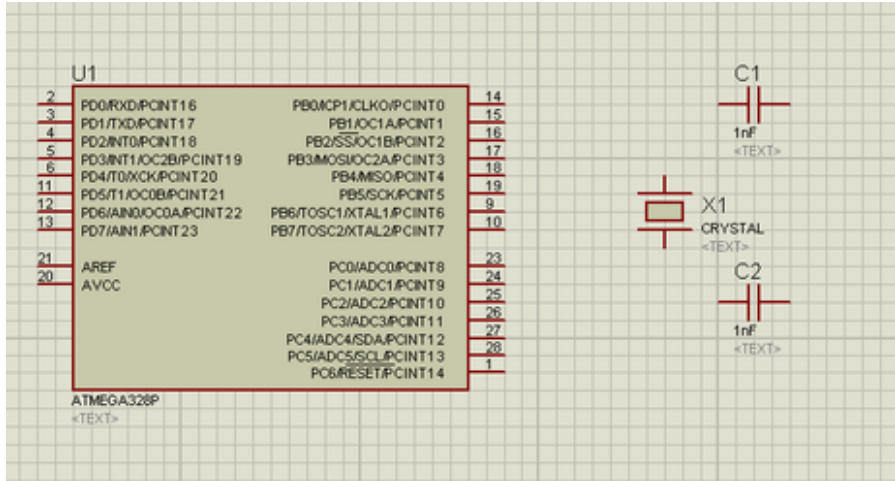 U1
2 PD0/RXD/PCINT16 PB0/ICP1/CLKO/PCINT0 14
3 PD1/TXD/PCINT17 PB1/OC1A/PCINT1 15
4 PD2/INT0/PCINT18 PB2/SS/OC1B/PCINT2 16
5 PD3/INT1/OC2B/PCINT19 PB3/MOSI/OC2A/PCINT3 17
6 PD4/T0/XCK/PCINT20 PB4/MISO/PCINT4 18
11 PD5/T1/OC0B/PCINT21 PB5/SCK/PCINT5 19
12 PD6/AIN0/OC0A/PCINT22 PB6/TOSC1/XTAL1/PCINT6 9
13 PD7/AIN1/PCINT23 PB7/TOSC2/XTAL2/PCINT7 10
21 AREF PC0/ADC0/PCINT8 23
20 AVCC PC1/ADC1/PCINT9 24
PC2/ADC2/PCINT10 25
PC3/ADC3/PCINT11 26
PC4/ADC4/SDA/PCINT12 27
PC5/ADC5/SCL/PCINT13 28
PC6/RESET/PCINT14 1
ATMEGA328P
<TEXT>
C1
1nF
<TEXT>
X1
CRYSTAL
<TEXT>
C2
1nF
<TEXT>